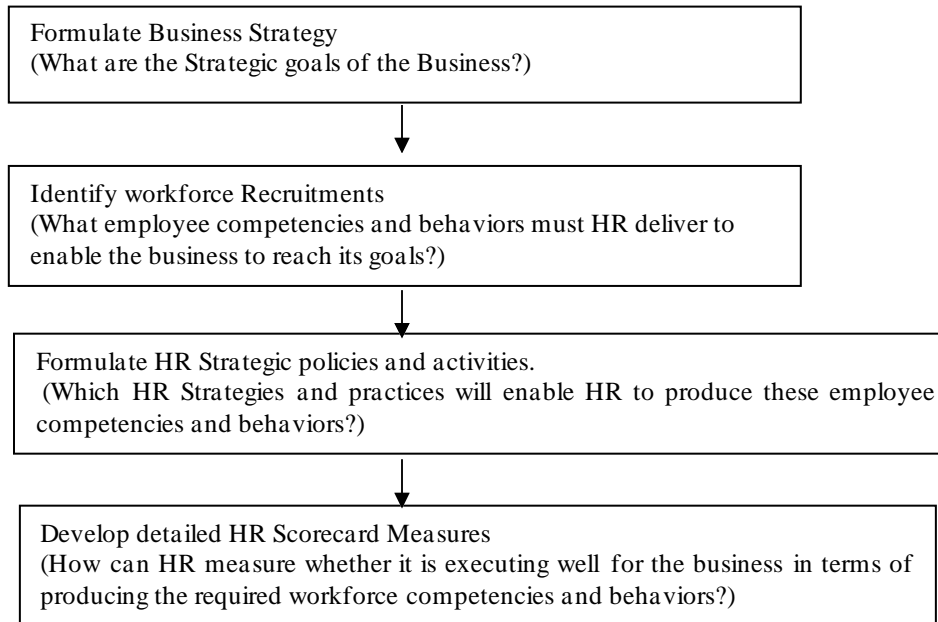 Formulate Business Strategy
(What are the Strategic goals of the Business?)
Identify workforce Recruitments
(What employee competencies and behaviors must HR deliver to
enable the business to reach its goals?)
Formulate HR Strategic policies and activities.
(Which HR Strategies and practices will enable HR to produce these employee
competencies and behaviors?)
Develop detailed HR Scorecard Measures
(How can HR measure whether it is executing well for the business in terms of
producing the required workforce competencies and behaviors?)